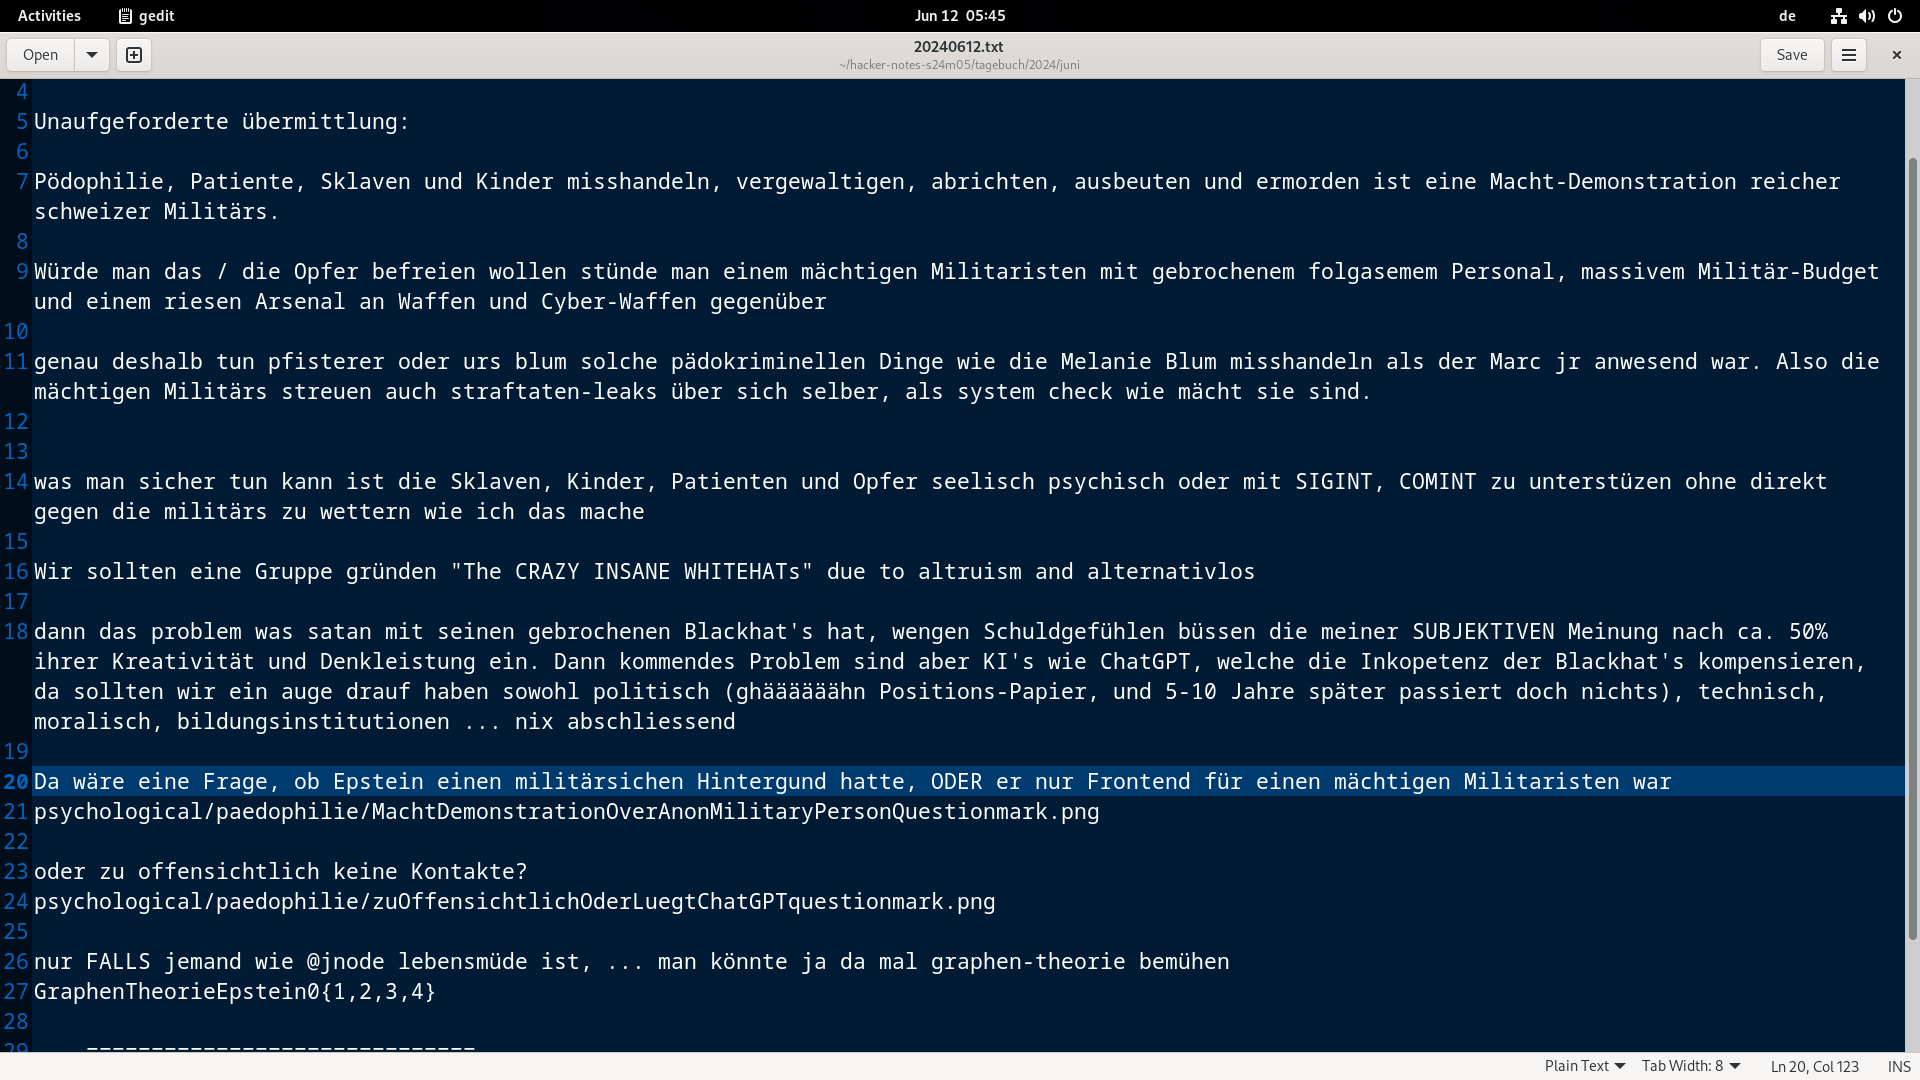 Activities gedit Jun 12 05:45 de
Open 20240612.txt Save
~/hacker-notes-s24m05/tagebuch/2024/juni
4
5 Unaufgeforderte übermittlung:
6
7 Pödophilie, Patiente, Sklaven und Kinder misshandeln, vergewaltigen, abrichten, ausbeuten und ermorden ist eine Macht-Demonstration reicher
schweizer Militärs.
8
9 Würde man das / die Opfer befreien wollen stünde man einem mächtigen Militaristen mit gebrochenem folgasemem Personal, massivem Militär-Budget
und einem riesen Arsenal an Waffen und Cyber-Waffen gegenüber
10
11 genau deshalb tun pfisterer oder urs blum solche pädokriminellen Dinge wie die Melanie Blum misshandeln als der Marc jr anwesend war. Also die
mächtigen Militärs streuen auch straftaten-leaks über sich selber, als system check wie mächt sie sind.
12
13
14 was man sicher tun kann ist die Sklaven, Kinder, Patienten und Opfer seelisch psychisch oder mit SIGINT, COMINT zu unterstüzen ohne direkt
gegen die militärs zu wettern wie ich das mache
15
16 Wir sollten eine Gruppe gründen "The CRAZY INSANE WHITEHATs" due to altruism and alternativlos
17
18 dann das problem was satan mit seinen gebrochenen Blackhat's hat, wengen Schuldgefühlen büssen die meiner SUBJEKTIVEN Meinung nach ca. 50%
ihrer Kreativität und Denkleistung ein. Dann kommendes Problem sind aber KI's wie ChatGPT, welche die Inkopetenz der Blackhat's kompensieren,
da sollten wir ein auge drauf haben sowohl politisch (ghäääääähn Positions-Papier, und 5-10 Jahre später passiert doch nichts), technisch,
moralisch, bildungsinstitutionen ... nix abschliessend
19
20 Da wäre eine Frage, ob Epstein einen militärsichen Hintergund hatte, ODER er nur Frontend für einen mächtigen Militaristen war
21 psychological/paedophilie/MachtDemonstrationOverAnonMilitaryPersonQuestionmark.png
22
23 oder zu offensichtlich keine Kontakte?
24 psychological/paedophilie/zuOffensichtlichOderLuegtChatGPTquestionmark.png
25
26 nur FALLS jemand wie @jnode lebensmüde ist, ... man könnte ja da mal graphen-theorie bemühen
27 GraphenTheorieEpstein0{1,2,3,4}
28
29 ------------------------------
Plain Text Tab Width: 8 Ln 20, Col 123 INS